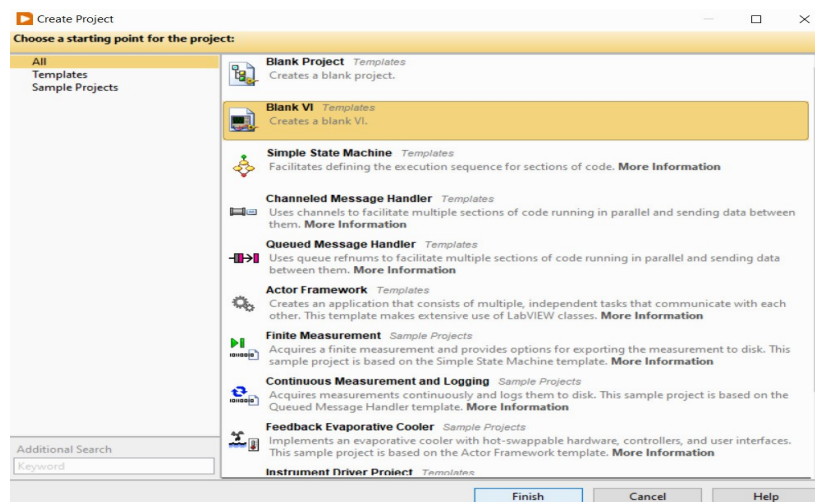 Create Project
Choose a starting point for the project:
All
Templates
Sample Projects
Blank Project Templates
Creates a blank project.
Blank VI Templates
Creates a blank VI.
Simple State Machine Templates
Facilitates defining the execution sequence for sections of code. More Information
Channeled Message Handler Templates
Uses channels to facilitate multiple sections of code running in parallel and sending data between
them. More Information
Queued Message Handler Templates
Uses queue refnums to facilitate multiple sections of code running in parallel and sending data
between them. More Information
Actor Framework Templates
Creates an application that consists of multiple, independent tasks that communicate with each
other. This template makes extensive use of LabVIEW classes. More Information
Finite Measurement Sample Projects
Acquires a finite measurement and provides options for exporting the measurement to disk. This
sample project is based on the Simple State Machine template. More Information
Continuous Measurement and Logging Sample Projects
Acquires measurements continuously and logs them to disk. This sample project is based on the
Queued Message Handler template. More Information
Feedback Evaporative Cooler Sample Projects
Implements an evaporative cooler with hot-swappable hardware, controllers, and user interfaces.
This sample project is based on the Actor Framework template. More Information
Instrument Driver Project Templates
Additional Search
Keyword
Finish
Cancel
Help